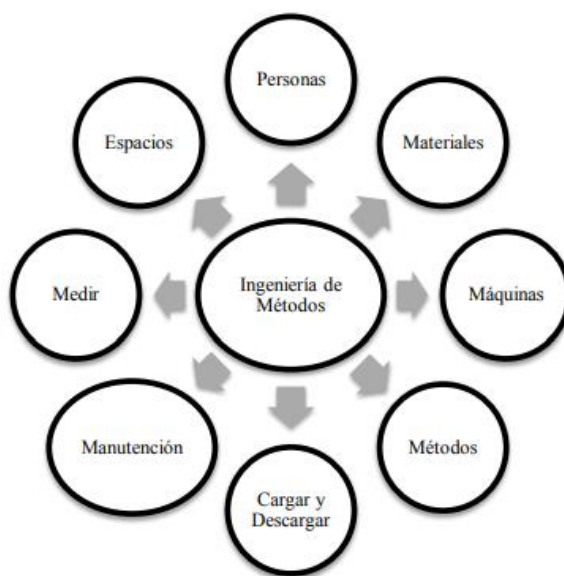 Personas
Espacios
Materiales
Medir
Ingeniería de
Métodos
Máquinas
Manutención
Métodos
Cargar y
Descargar